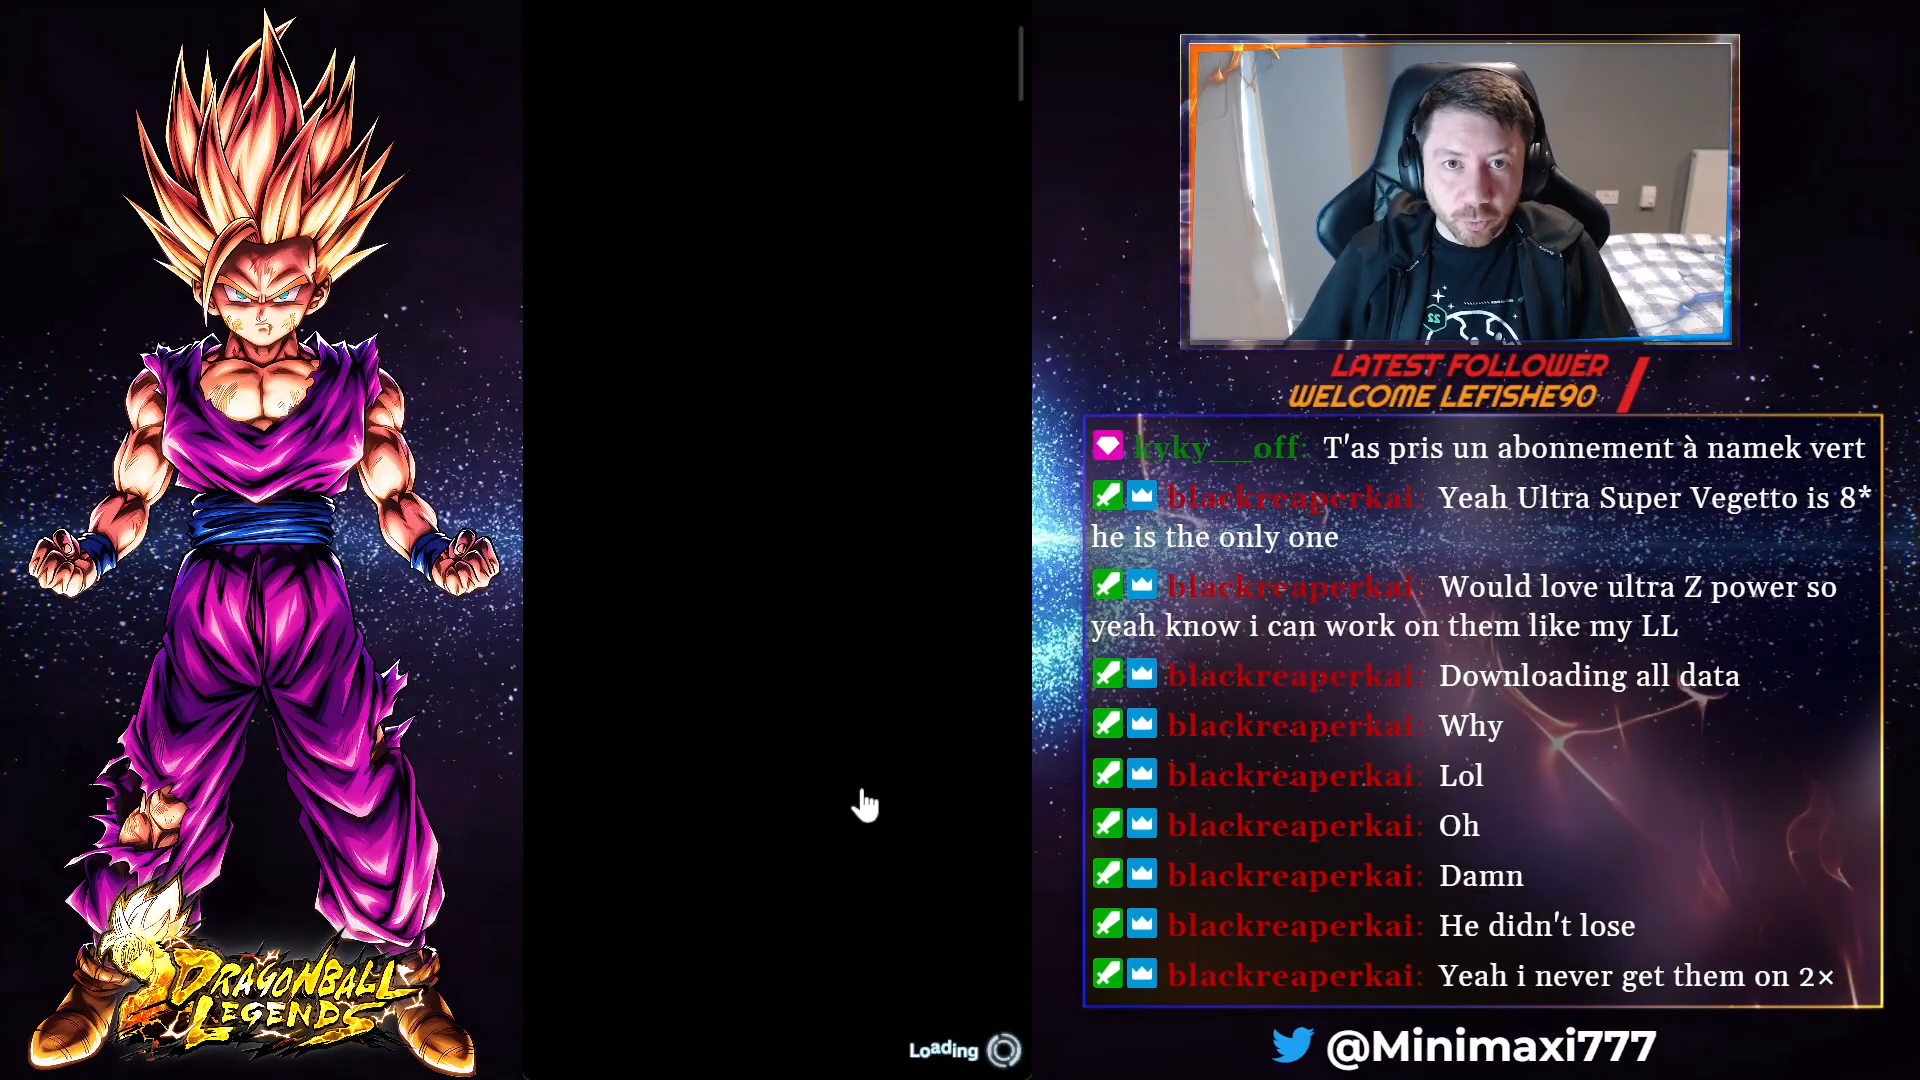 LATEST FOLLOWER
WELCOME LEFISHE90
kyky__off: T'as pris un abonnement à namek vert
blackreaperkai: Yeah Ultra Super Vegetto is 8*
he is the only one
blackreaperkai: Would love ultra Z power so
yeah know i can work on them like my LL
blackreaperkai: Downloading all data
blackreaperkai: Why
blackreaperkai: Lol
blackreaperkai: Oh
blackreaperkai: Damn
blackreaperkai: He didn't lose
blackreaperkai: Yeah i never get them on 2×
DRAGONBALL
LEGENDS
Loading
@Minimaxi777